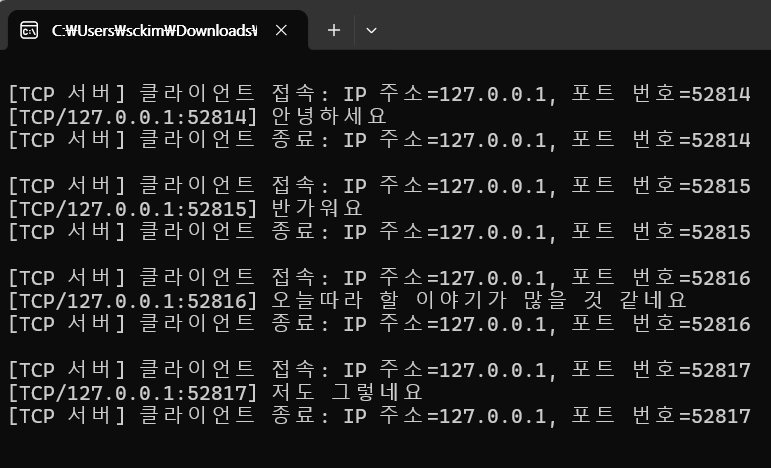 C:₩Users₩sckim₩Downloads₩
[TCP 서버] 클라이언트 접속: IP 주소=127.0.0.1, 포트 번호=52814
[TCP/127.0.0.1:52814] 안녕하세요
[TCP 서버] 클라이언트 종료: IP 주소=127.0.0.1, 포트 번호=52814
[TCP 서버] 클라이언트 접속: IP 주소=127.0.0.1, 포트 번호=52815
[TCP/127.0.0.1:52815] 반가워요
[TCP 서버] 클라이언트 종료: IP 주소=127.0.0.1, 포트 번호=52815
[TCP 서버] 클라이언트 접속: IP 주소=127.0.0.1, 포트 번호=52816
[TCP/127.0.0.1:52816] 오늘따라 할 이야기가 많을 것 같네요
[TCP 서버] 클라이언트 종료: IP 주소=127.0.0.1, 포트 번호=52816
[TCP 서버] 클라이언트 접속: IP 주소=127.0.0.1, 포트 번호=52817
[TCP/127.0.0.1:52817] 저도 그렇네요
[TCP 서버] 클라이언트 종료: IP 주소=127.0.0.1, 포트 번호=52817